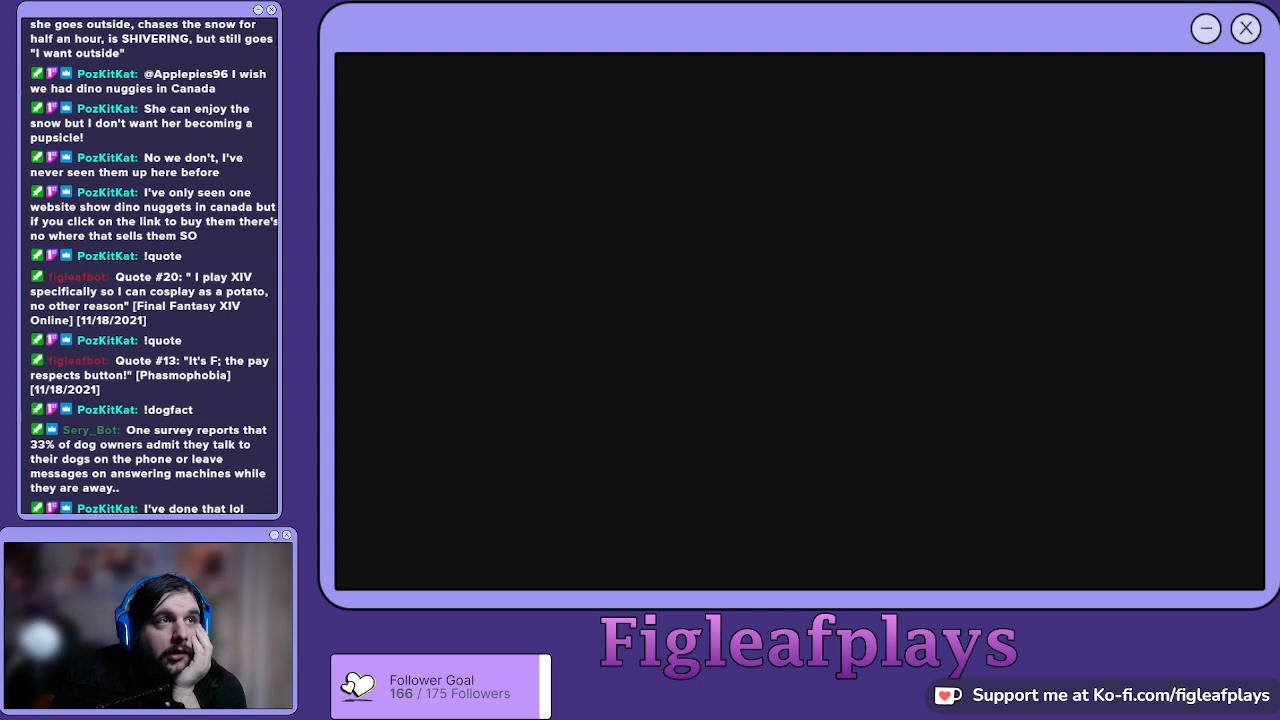 she goes outside, chases the snow for
half an hour, is SHIVERING, but still goes
"I want outside"
PozKitKat: @Applepies96 I wish
we had dino nuggies in Canada
PozKitKat: She can enjoy the
snow but I don't want her becoming a
pupsicle!
PozKitKat: No we don't, I've
never seen them up here before
PozKitKat: I've only seen one
website show dino nuggets in canada but
if you click on the link to buy them there's
no where that sells them SO
PozKitKat: !quote
figleafbot: Quote #20: " I play XIV
specifically so I can cosplay as a potato,
no other reason" [Final Fantasy XIV
Online] [11/18/2021]
PozKitKat: !quote
figleafbot: Quote #13: "It's F; the pay
respects button!" [Phasmophobia]
[11/18/2021]
PozKitKat: !dogfact
Sery_Bot: One survey reports that
33% of dog owners admit they talk to
their dogs on the phone or leave
messages on answering machines while
they are away..
PozKitKat: I've done that lol
Figleafplays
Follower Goal
166 / 175 Followers
Support me at Ko-fi.com/figleafplays